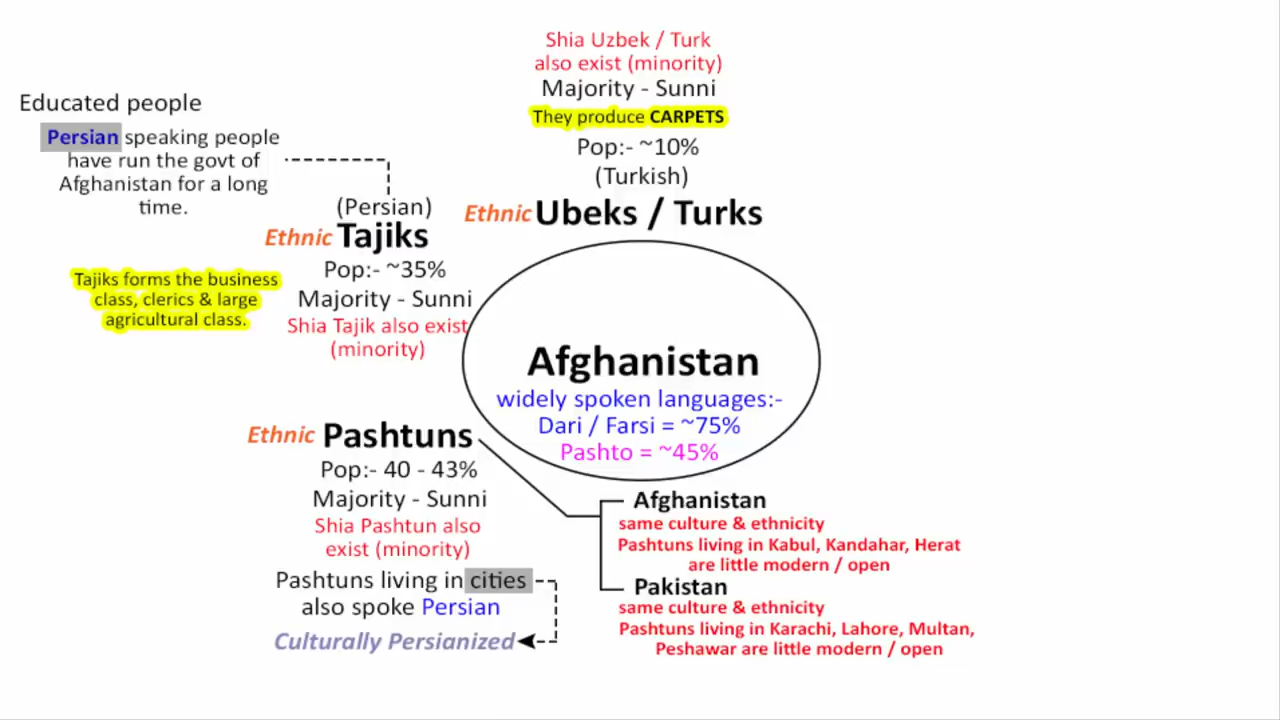 Shia Uzbek / Turk
also exist (minority)
Majority - Sunni
They produce CARPETS
Pop:- ~10%
(Turkish)
Ethnic Ubeks / Turks
Educated people
Persian speaking people
have run the govt of
Afghanistan for a long
time.
(Persian)
Ethnic Tajiks
Pop:- ~35%
Majority - Sunni
Shia Tajik also exist
(minority)
Tajiks forms the business
class, clerics & large
agricultural class.
Afghanistan
widely spoken languages:-
Dari / Farsi = ~75%
Pashto = ~45%
Ethnic Pashtuns
Pop:- 40 - 43%
Majority - Sunni
Shia Pashtun also
exist (minority)
Pashtuns living in cities
also spoke Persian
Culturally Persianized
Afghanistan
same culture & ethnicity
Pashtuns living in Kabul, Kandahar, Herat
are little modern / open
Pakistan
same culture & ethnicity
Pashtuns living in Karachi, Lahore, Multan,
Peshawar are little modern / open